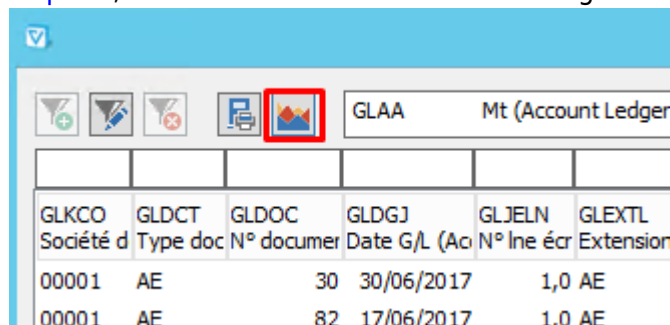 GLAA Mt (Account Ledger
GLKCO GLDCT GLDOC GLDGJ GLJELN GLEXTL
Société d Type doc N° documer Date G/L (Ac N° lne écr Extension
00001 AE 30 30/06/2017 1,0 AE
00001 AE 82 17/06/2017 1,0 AE